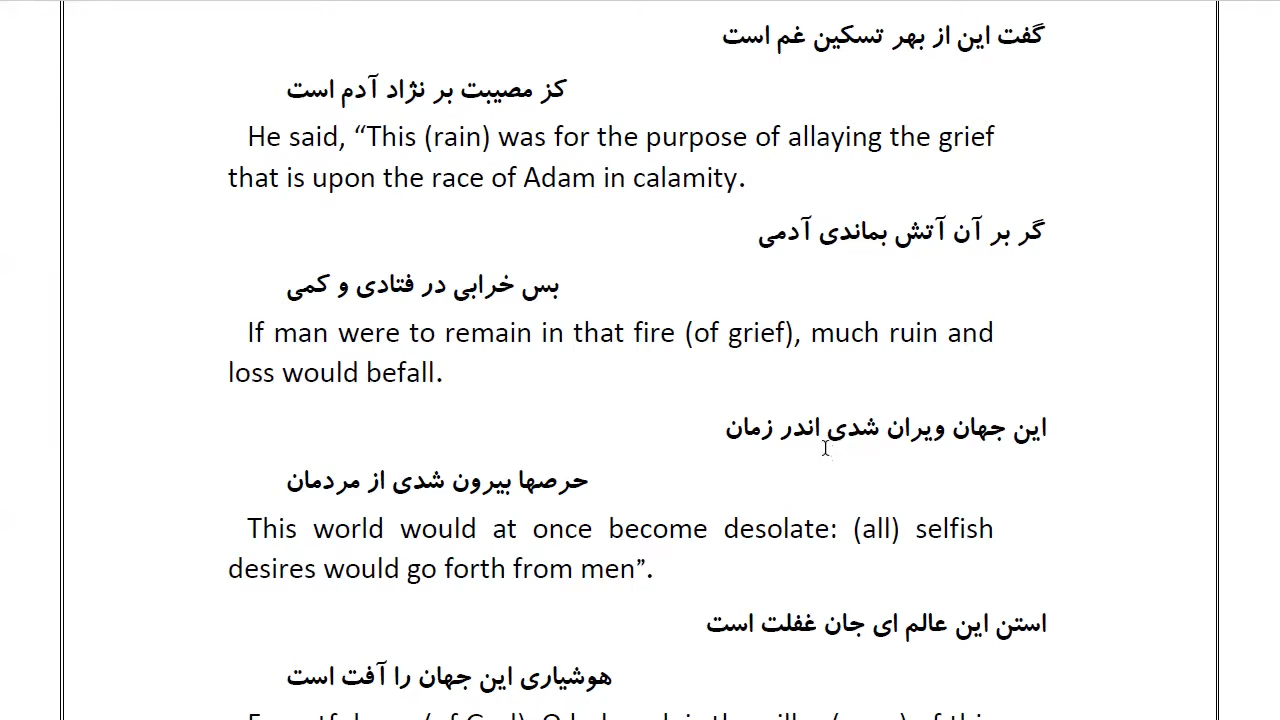 گفت این از بهر تسکین غم است
کز مصیبت بر نژاد آدم است
He said, “This (rain) was for the purpose of allaying the grief
that is upon the race of Adam in calamity.
گر بر آن آتش بماندی آدمی
بس خرابی در فتادی و کمی
If man were to remain in that fire (of grief), much ruin and
loss would befall.
این جهان ویران شدی اندر زمان
حرصها بیرون شدی از مردمان
This world would at once become desolate: (all) selfish
desires would go forth from men”.
استن این عالم ای جان غفلت است
هوشیاری این جهان را آفت است